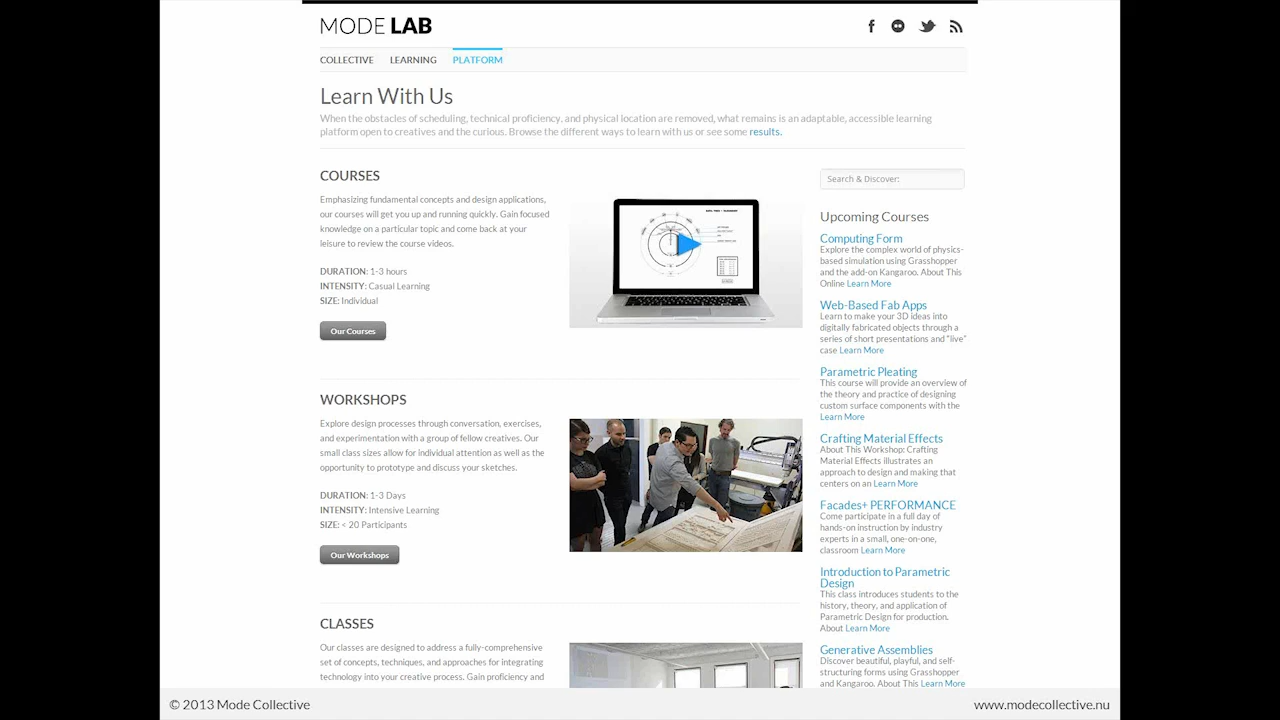 MODE LAB
COLLECTIVE LEARNING PLATFORM
Learn With Us
When the obstacles of scheduling, technical proficiency, and physical location are removed, what remains is an adaptable, accessible learning
platform open to creatives and the curious. Browse the different ways to learn with us or see some results.
COURSES
Emphasizing fundamental concepts and design applications,
our courses will get you up and running quickly. Gain focused
knowledge on a particular topic and come back at your
leisure to review the course videos.
DURATION: 1-3 hours
INTENSITY: Casual Learning
SIZE: Individual
Our Courses
WORKSHOPS
Explore design processes through conversation, exercises,
and experimentation with a group of fellow creatives. Our
small class sizes allow for individual attention as well as the
opportunity to prototype and discuss your sketches.
DURATION: 1-3 Days
INTENSITY: Intensive Learning
SIZE: < 20 Participants
Our Workshops
CLASSES
Our classes are designed to address a fully-comprehensive
set of concepts, techniques, and approaches for integrating
technology into your creative process. Gain proficiency and
Search & Discover:
Upcoming Courses
Computing Form
Explore the complex world of physics-
based simulation using Grasshopper
and the add-on Kangaroo. About This
Online Learn More
Web-Based Fab Apps
Learn to make your 3D ideas into
digitally fabricated objects through a
series of short presentations and "live"
case Learn More
Parametric Pleating
This course will provide an overview of
the theory and practice of designing
custom surface components with the
Learn More
Crafting Material Effects
About This Workshop: Crafting
Material Effects illustrates an
approach to design and making that
centers on an Learn More
Facades+ PERFORMANCE
Come participate in a full day of
hands-on instruction by industry
experts in a small, one-on-one,
classroom Learn More
Introduction to Parametric
Design
This class introduces students to the
history, theory, and application of
Parametric Design for production.
About Learn More
Generative Assemblies
Discover beautiful, playful, and self-
structuring forms using Grasshopper
and Kangaroo. About This Learn More
© 2013 Mode Collective
www.modecollective.nu